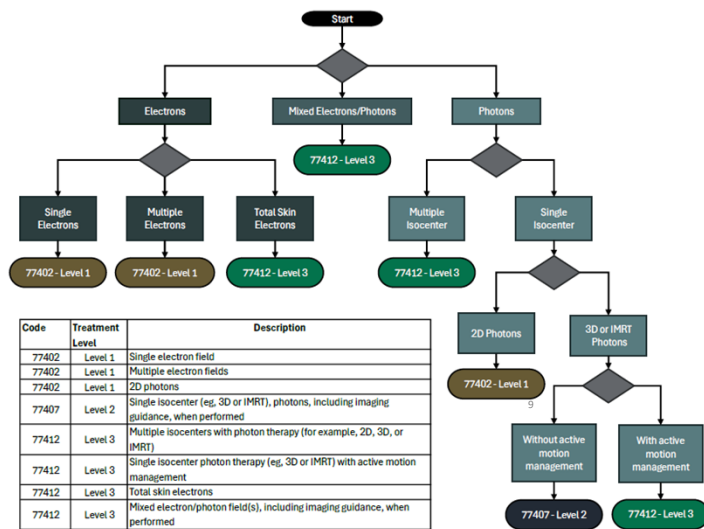 Start
Electrons
Mixed Electrons/Photons
Photons
77412 - Level 3
Single
Electrons
Multiple
Electrons
Total Skin
Electrons
Multiple
Isocenter
Single
Isocenter
77402 - Level 1
77402 - Level 1
77412 - Level 3
77412 - Level 3
2D Photons
3D or IMRT
Photons
77402 - Level 1
9
Without active
motion
management
With active
motion
management
77407 - Level 2
77412 - Level 3
Code Treatment Description
Level
77402 Level 1 Single electron field
77402 Level 1 Multiple electron fields
77402 Level 1 2D photons
77407 Level 2 Single isocenter (eg, 3D or IMRT), photons, including imaging
guidance, when performed
77412 Level 3 Multiple isocenters with photon therapy (for example, 2D, 3D, or
IMRT)
77412 Level 3 Single isocenter photon therapy (eg, 3D or IMRT) with active motion
management
77412 Level 3 Total skin electrons
77412 Level 3 Mixed electron/photon field(s), including imaging guidance, when
performed